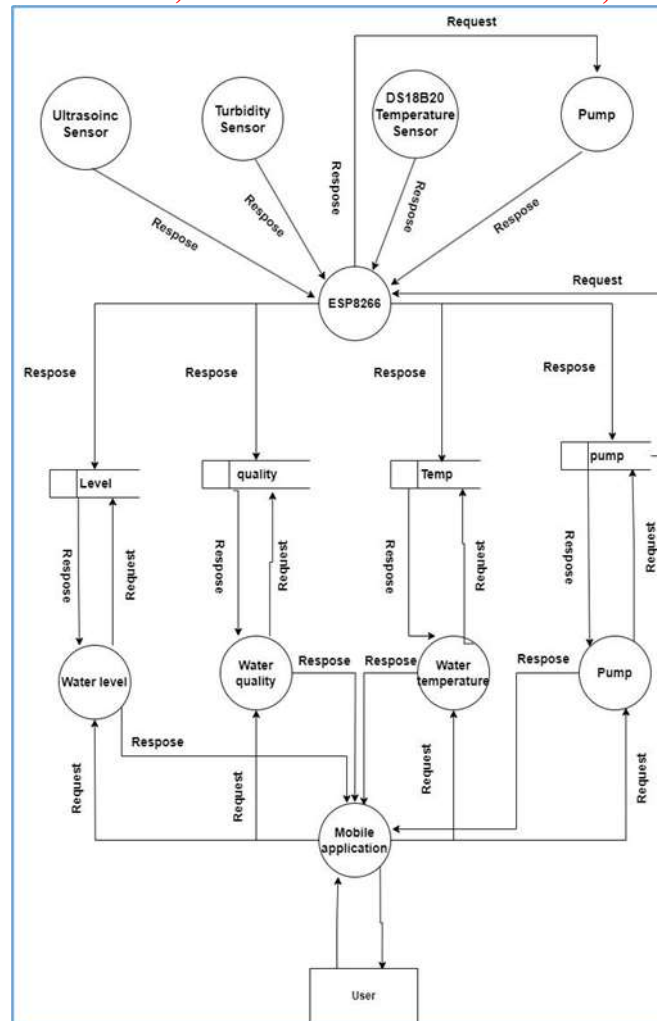 Request
Ultrasoinc
Sensor
Turbidity
Sensor
DS18B20
Temperature
Sensor
Pump
Respose
Respose
Respose
Respose
Respose
Request
ESP8266
Respose
Respose
Respose
Respose
Level
quality
Temp
pump
Respose
Request
Respose
Request
Respose
Request
Respose
Request
Water level
Water
quality
Respose
Respose
Water
temperature
Respose
Pump
Respose
Request
Request
Request
Request
Mobile
application
User